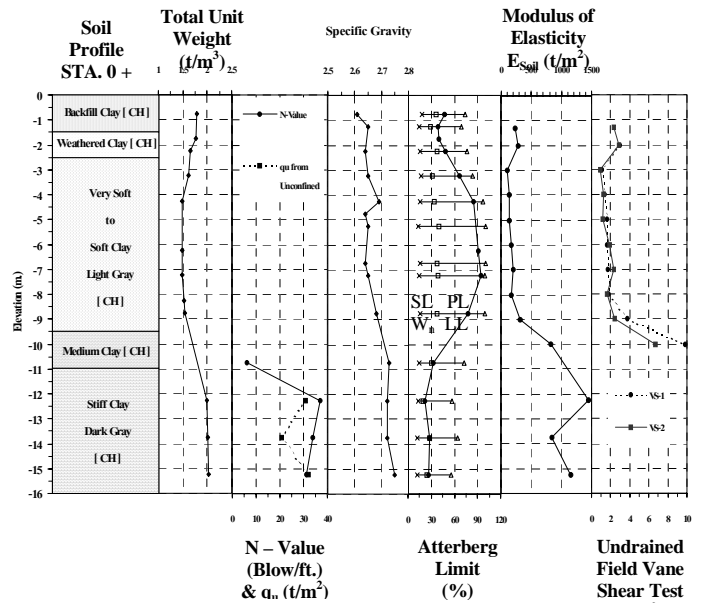 Soil
Profile
STA. 0 +
Total Unit
Weight
(t/m³)
1 1.5 2 2.5
Specific Gravity
2.5 2.6 2.7 2.8
Modulus of
Elasticity
E_Soil (t/m²)
0 500 1000 1500
Elevation (m.)
0
-1
-2
-3
-4
-5
-6
-7
-8
-9
-10
-11
-12
-13
-14
-15
-16
Backfill Clay [ CH ]
Weathered Clay [ CH ]
Very Soft
to
Soft Clay
Light Gray
[ CH ]
Medium Clay [ CH ]
Stiff Clay
Dark Gray
[ CH ]
N-Value
qu from
Unconfined
SL PL
Wn LL
VS-1
VS-2
0 10 20 30 40
0 30 60 90 120
0 2 4 6 8 10
N – Value
(Blow/ft.)
& qu (t/m²)
Atterberg
Limit
(%)
Undrained
Field Vane
Shear Test